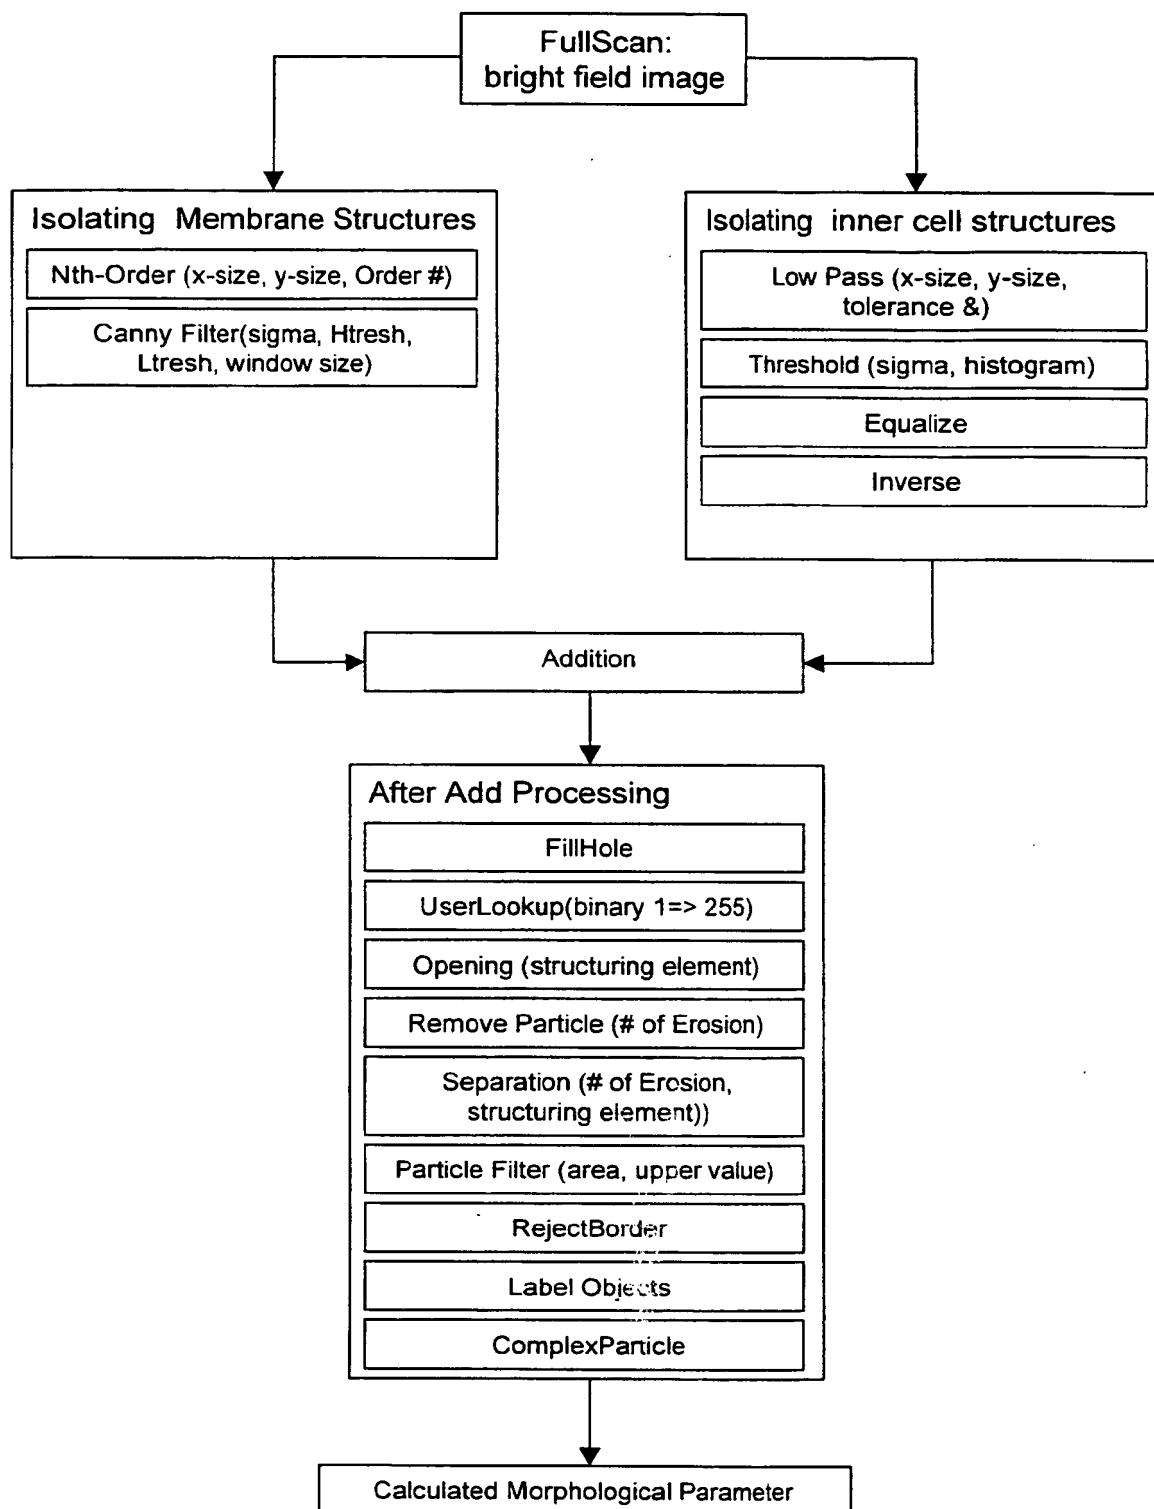 FullScan:
bright field image
Isolating Membrane Structures
Nth-Order (x-size, y-size, Order #)
Canny Filter(sigma, Htresh,
Ltresh, window size)
Isolating inner cell structures
Low Pass (x-size, y-size,
tolerance &)
Threshold (sigma, histogram)
Equalize
Inverse
Addition
After Add Processing
FillHole
UserLookup(binary 1=> 255)
Opening (structuring element)
Remove Particle (# of Erosion)
Separation (# of Erosion,
structuring element))
Particle Filter (area, upper value)
RejectBorder
Label Objects
ComplexParticle
Calculated Morphological Parameter